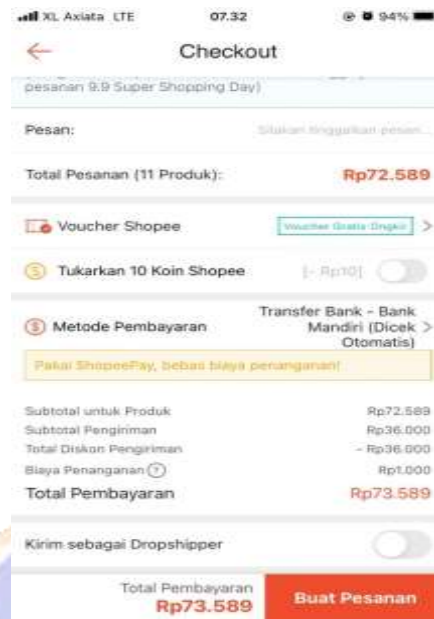 XL Axiata LTE 07.32 94%
Checkout
pesanan 9.9 Super Shopping Day)
Pesan: Silakan tinggalkan pesan...
Total Pesanan (11 Produk): Rp72.589
Voucher Shopee Voucher Gratis Ongkir >
Tukarkan 10 Koin Shopee [- Rp10]
Metode Pembayaran Transfer Bank - Bank
Mandiri (Dicek >
Otomatis)
Pakai ShopeePay, bebas biaya penanganan!
Subtotal untuk Produk Rp72.589
Subtotal Pengiriman Rp36.000
Total Diskon Pengiriman - Rp36.000
Biaya Penanganan ? Rp1.000
Total Pembayaran Rp73.589
Kirim sebagai Dropshipper
Total Pembayaran
Rp73.589
Buat Pesanan